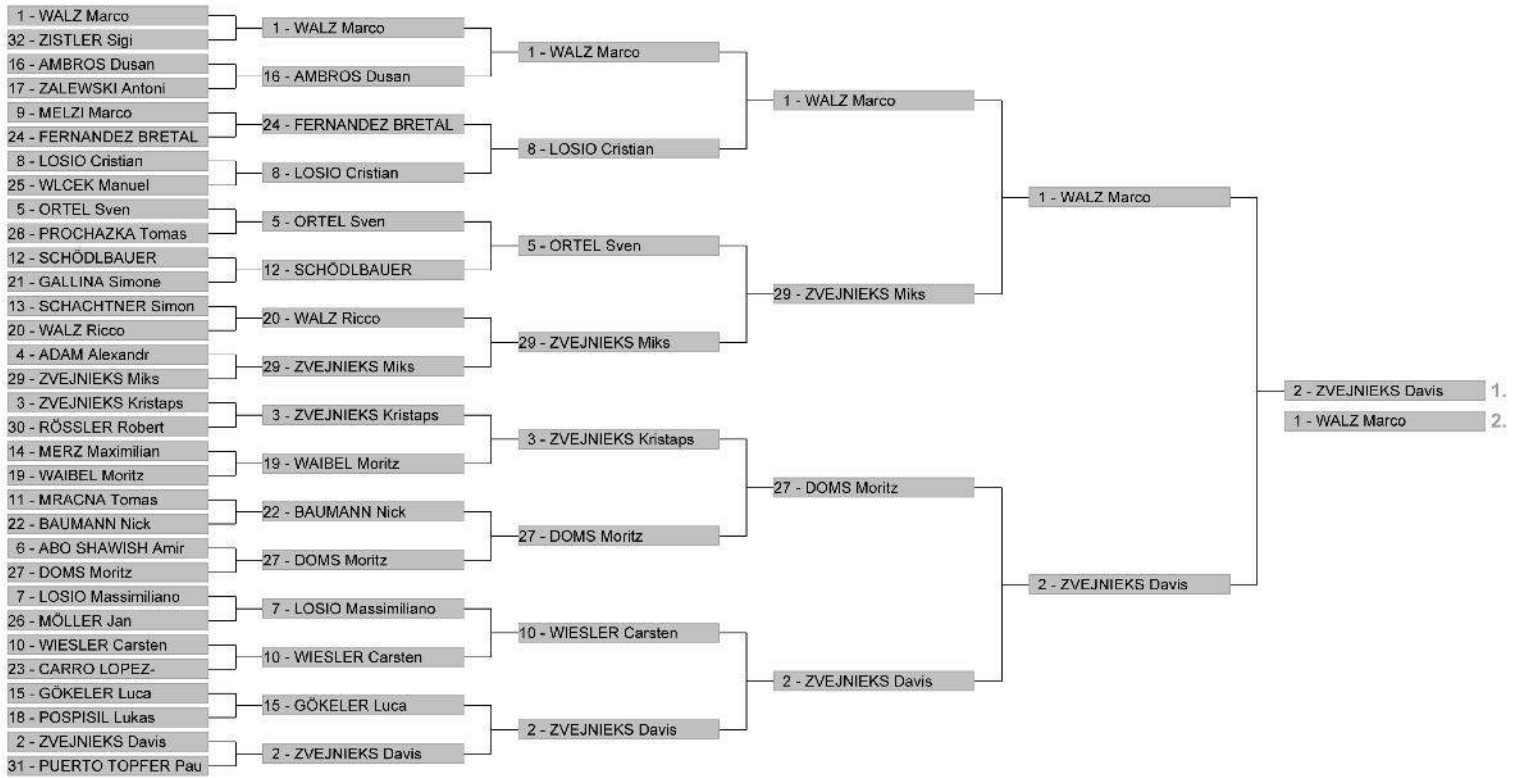 1 - WALZ Marco
32 - ZISTLER Sigi
16 - AMBROS Dusan
17 - ZALEWSKI Antoni
9 - MELZI Marco
24 - FERNANDEZ BRETAL
8 - LOSIO Cristian
25 - WLCEK Manuel
5 - ORTEL Sven
28 - PROCHAZKA Tomas
12 - SCHÖDLBAUER
21 - GALLINA Simone
13 - SCHACHTNER Simon
20 - WALZ Ricco
4 - ADAM Alexandr
29 - ZVEJNIEKS Miks
3 - ZVEJNIEKS Kristaps
30 - RÖSSLER Robert
14 - MERZ Maximilian
19 - WAIBEL Moritz
11 - MRACNA Tomas
22 - BAUMANN Nick
6 - ABO SHAWISH Amir
27 - DOMS Moritz
7 - LOSIO Massimiliano
26 - MÖLLER Jan
10 - WIESLER Carsten
23 - CARRO LOPEZ-
15 - GÖKELER Luca
18 - POSPISIL Lukas
2 - ZVEJNIEKS Davis
31 - PUERTO TOPFER Pau
1 - WALZ Marco
16 - AMBROS Dusan
24 - FERNANDEZ BRETAL
8 - LOSIO Cristian
5 - ORTEL Sven
12 - SCHÖDLBAUER
20 - WALZ Ricco
29 - ZVEJNIEKS Miks
3 - ZVEJNIEKS Kristaps
19 - WAIBEL Moritz
22 - BAUMANN Nick
27 - DOMS Moritz
7 - LOSIO Massimiliano
10 - WIESLER Carsten
15 - GÖKELER Luca
2 - ZVEJNIEKS Davis
1 - WALZ Marco
8 - LOSIO Cristian
5 - ORTEL Sven
29 - ZVEJNIEKS Miks
3 - ZVEJNIEKS Kristaps
27 - DOMS Moritz
10 - WIESLER Carsten
2 - ZVEJNIEKS Davis
1 - WALZ Marco
29 - ZVEJNIEKS Miks
27 - DOMS Moritz
2 - ZVEJNIEKS Davis
1 - WALZ Marco
2 - ZVEJNIEKS Davis
2 - ZVEJNIEKS Davis 1.
1 - WALZ Marco 2.